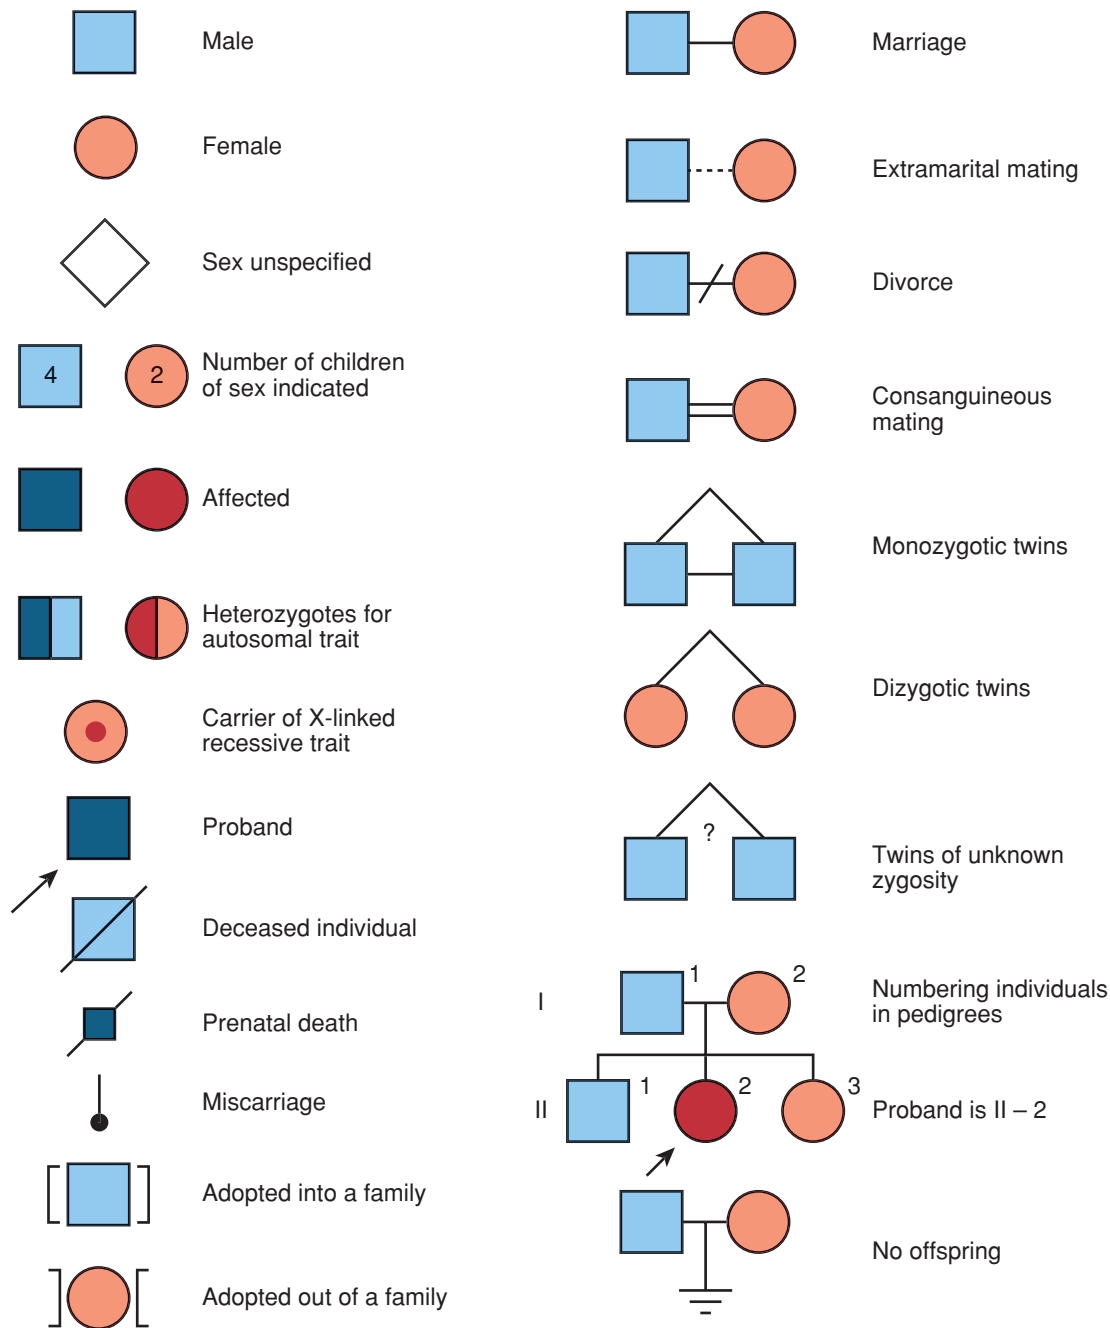 Male
Female
Sex unspecified
4
2
Number of children
of sex indicated
Affected
Heterozygotes for
autosomal trait
Carrier of X-linked
recessive trait
Proband
Deceased individual
Prenatal death
Miscarriage
Adopted into a family
Adopted out of a family
Marriage
Extramarital mating
Divorce
Consanguineous
mating
Monozygotic twins
Dizygotic twins
?
Twins of unknown
zygosity
I
1
2
Numbering individuals
in pedigrees
II
1
2
3
Proband is II – 2
No offspring